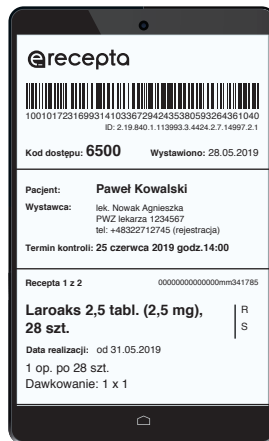 erecepta
10010172316993141033672942435380593264361040
ID: 2.19.840.1.113993.3.4424.2.7.14997.2.1
Kod dostępu: 6500 Wystawiono: 28.05.2019
Pacjent: Paweł Kowalski
Wystawca: lek. Nowak Agnieszka
PWZ lekarza 1234567
tel: +48322712745 (rejestracja)
Termin kontroli: 25 czerwca 2019 godz.14:00
Recepta 1 z 2 00000000000000mm341785
Laroaks 2,5 tabl. (2,5 mg), R
28 szt. S
Data realizacji: od 31.05.2019
1 op. po 28 szt.
Dawkowanie: 1 x 1